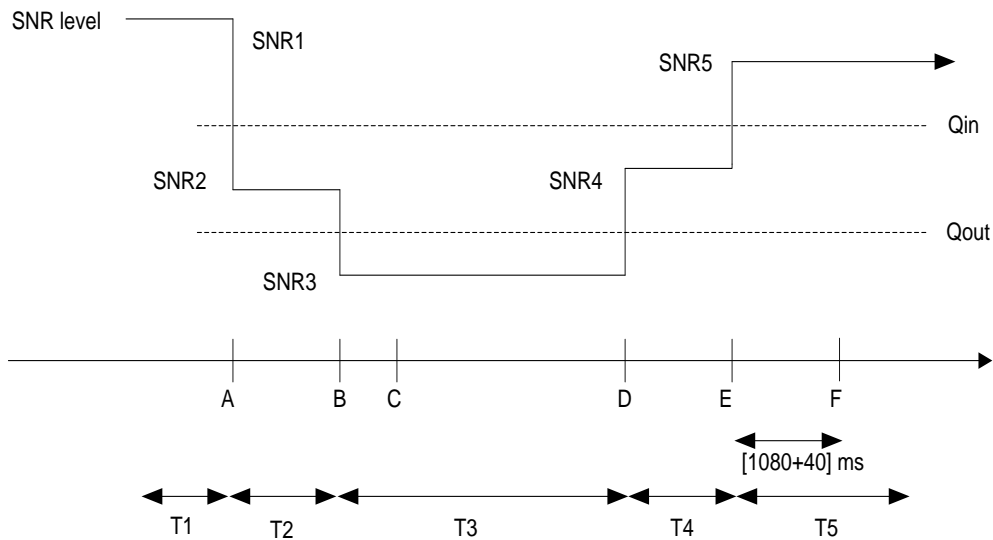 SNR level
SNR1
SNR5
Qin
SNR2
SNR4
Qout
SNR3
A B C D E F
[1080+40] ms
T1 T2 T3 T4 T5